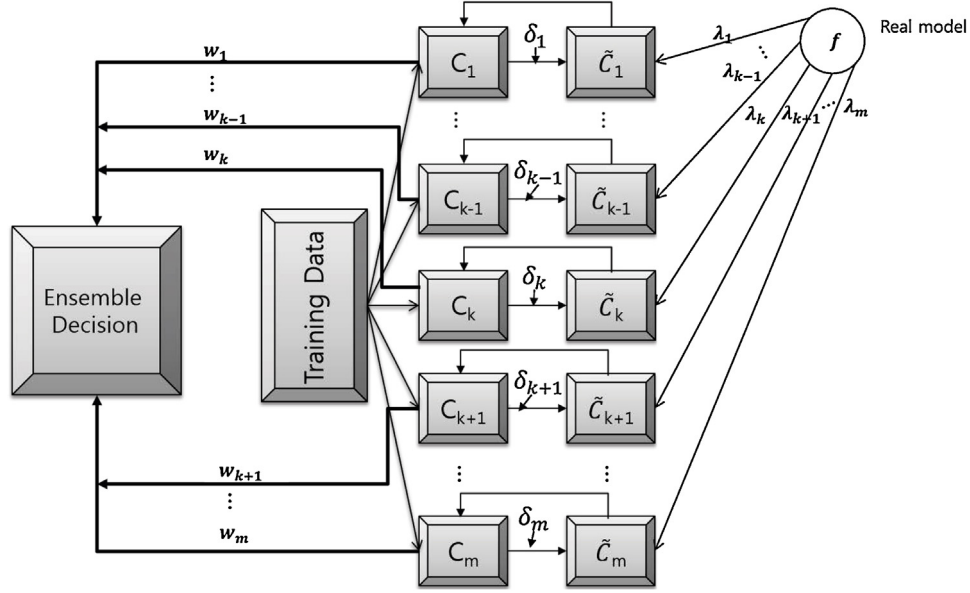 Real model
f
λ1
⋮
λk−1
λk
λk+1
⋯
λm
w1
⋮
wk−1
wk
δ1
C1
C̃1
⋮
⋮
δk−1
Ck-1
C̃k-1
Ensemble
Decision
Training Data
δk
Ck
C̃k
δk+1
Ck+1
C̃k+1
wk+1
⋮
wm
⋮
⋮
δm
Cm
C̃m